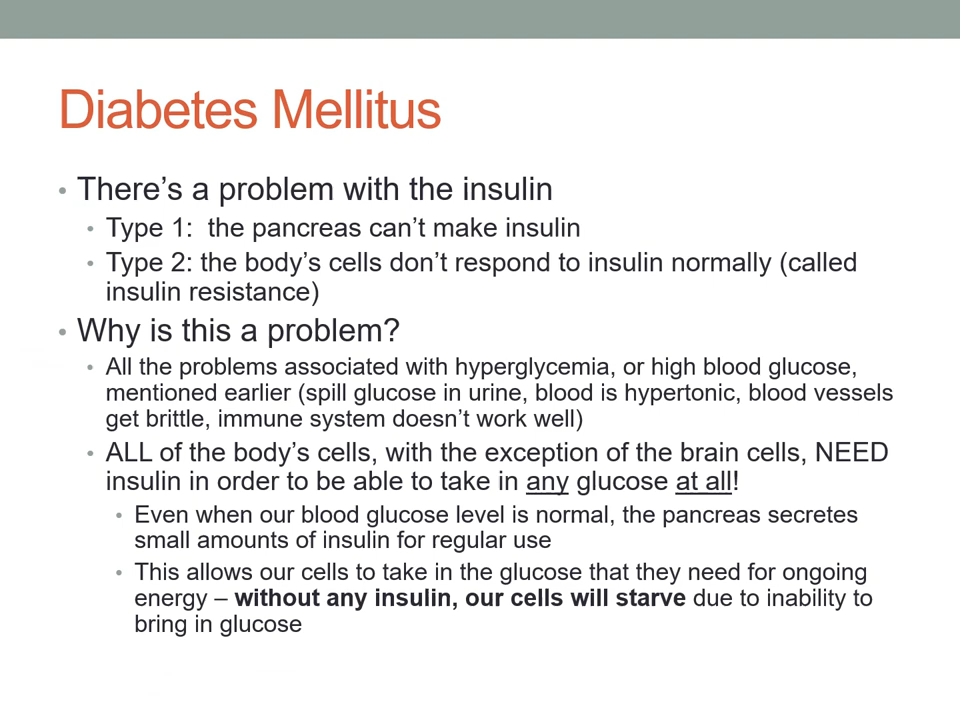 Diabetes Mellitus
• There’s a problem with the insulin
• Type 1:  the pancreas can’t make insulin
• Type 2: the body’s cells don’t respond to insulin normally (called
insulin resistance)
• Why is this a problem?
• All the problems associated with hyperglycemia, or high blood glucose,
mentioned earlier (spill glucose in urine, blood is hypertonic, blood vessels
get brittle, immune system doesn’t work well)
• ALL of the body’s cells, with the exception of the brain cells, NEED
insulin in order to be able to take in any glucose at all!
• Even when our blood glucose level is normal, the pancreas secretes
small amounts of insulin for regular use
• This allows our cells to take in the glucose that they need for ongoing
energy – without any insulin, our cells will starve due to inability to
bring in glucose